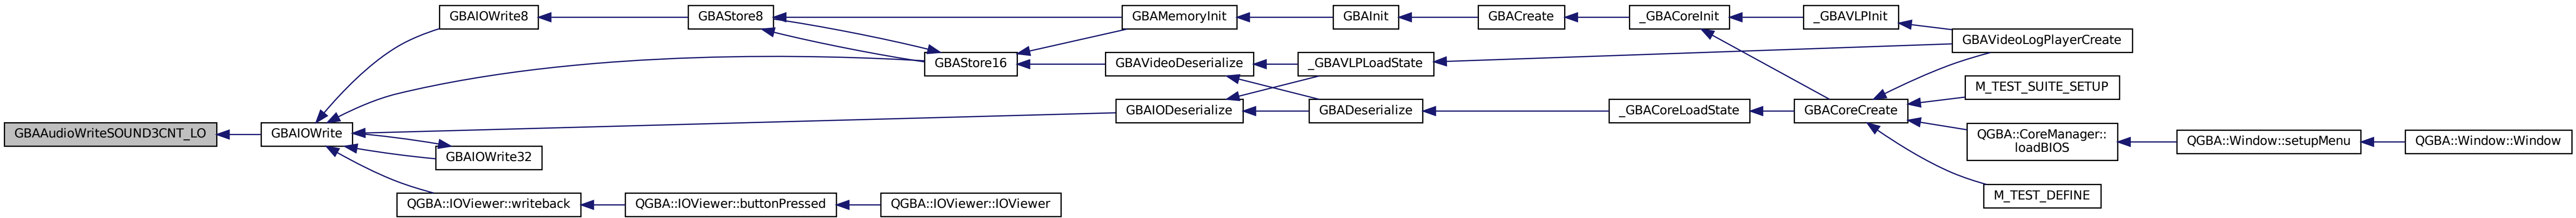 GBAAudioWriteSOUND3CNT_LO
GBAIOWrite
GBAIOWrite8
GBAStore8
GBAStore16
GBAMemoryInit
GBAInit
GBACreate
_GBACoreInit
_GBAVLPInit
GBAVideoLogPlayerCreate
GBAVideoDeserialize
_GBAVLPLoadState
GBAIODeserialize
GBADeserialize
_GBACoreLoadState
GBACoreCreate
M_TEST_SUITE_SETUP
QGBA::CoreManager::
loadBIOS
QGBA::Window::setupMenu
QGBA::Window::Window
M_TEST_DEFINE
GBAIOWrite32
QGBA::IOViewer::writeback
QGBA::IOViewer::buttonPressed
QGBA::IOViewer::IOViewer